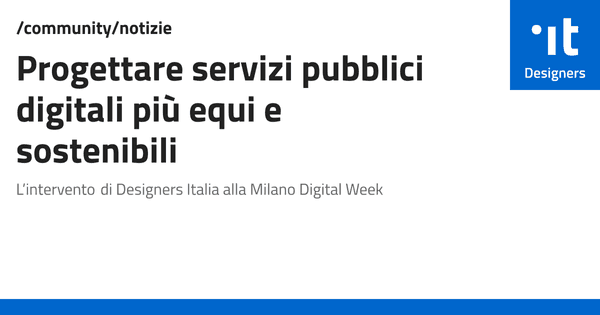 /community/notizie
Progettare servizi pubblici
digitali più equi e
sostenibili
L’intervento di Designers Italia alla Milano Digital Week
.it
Designers